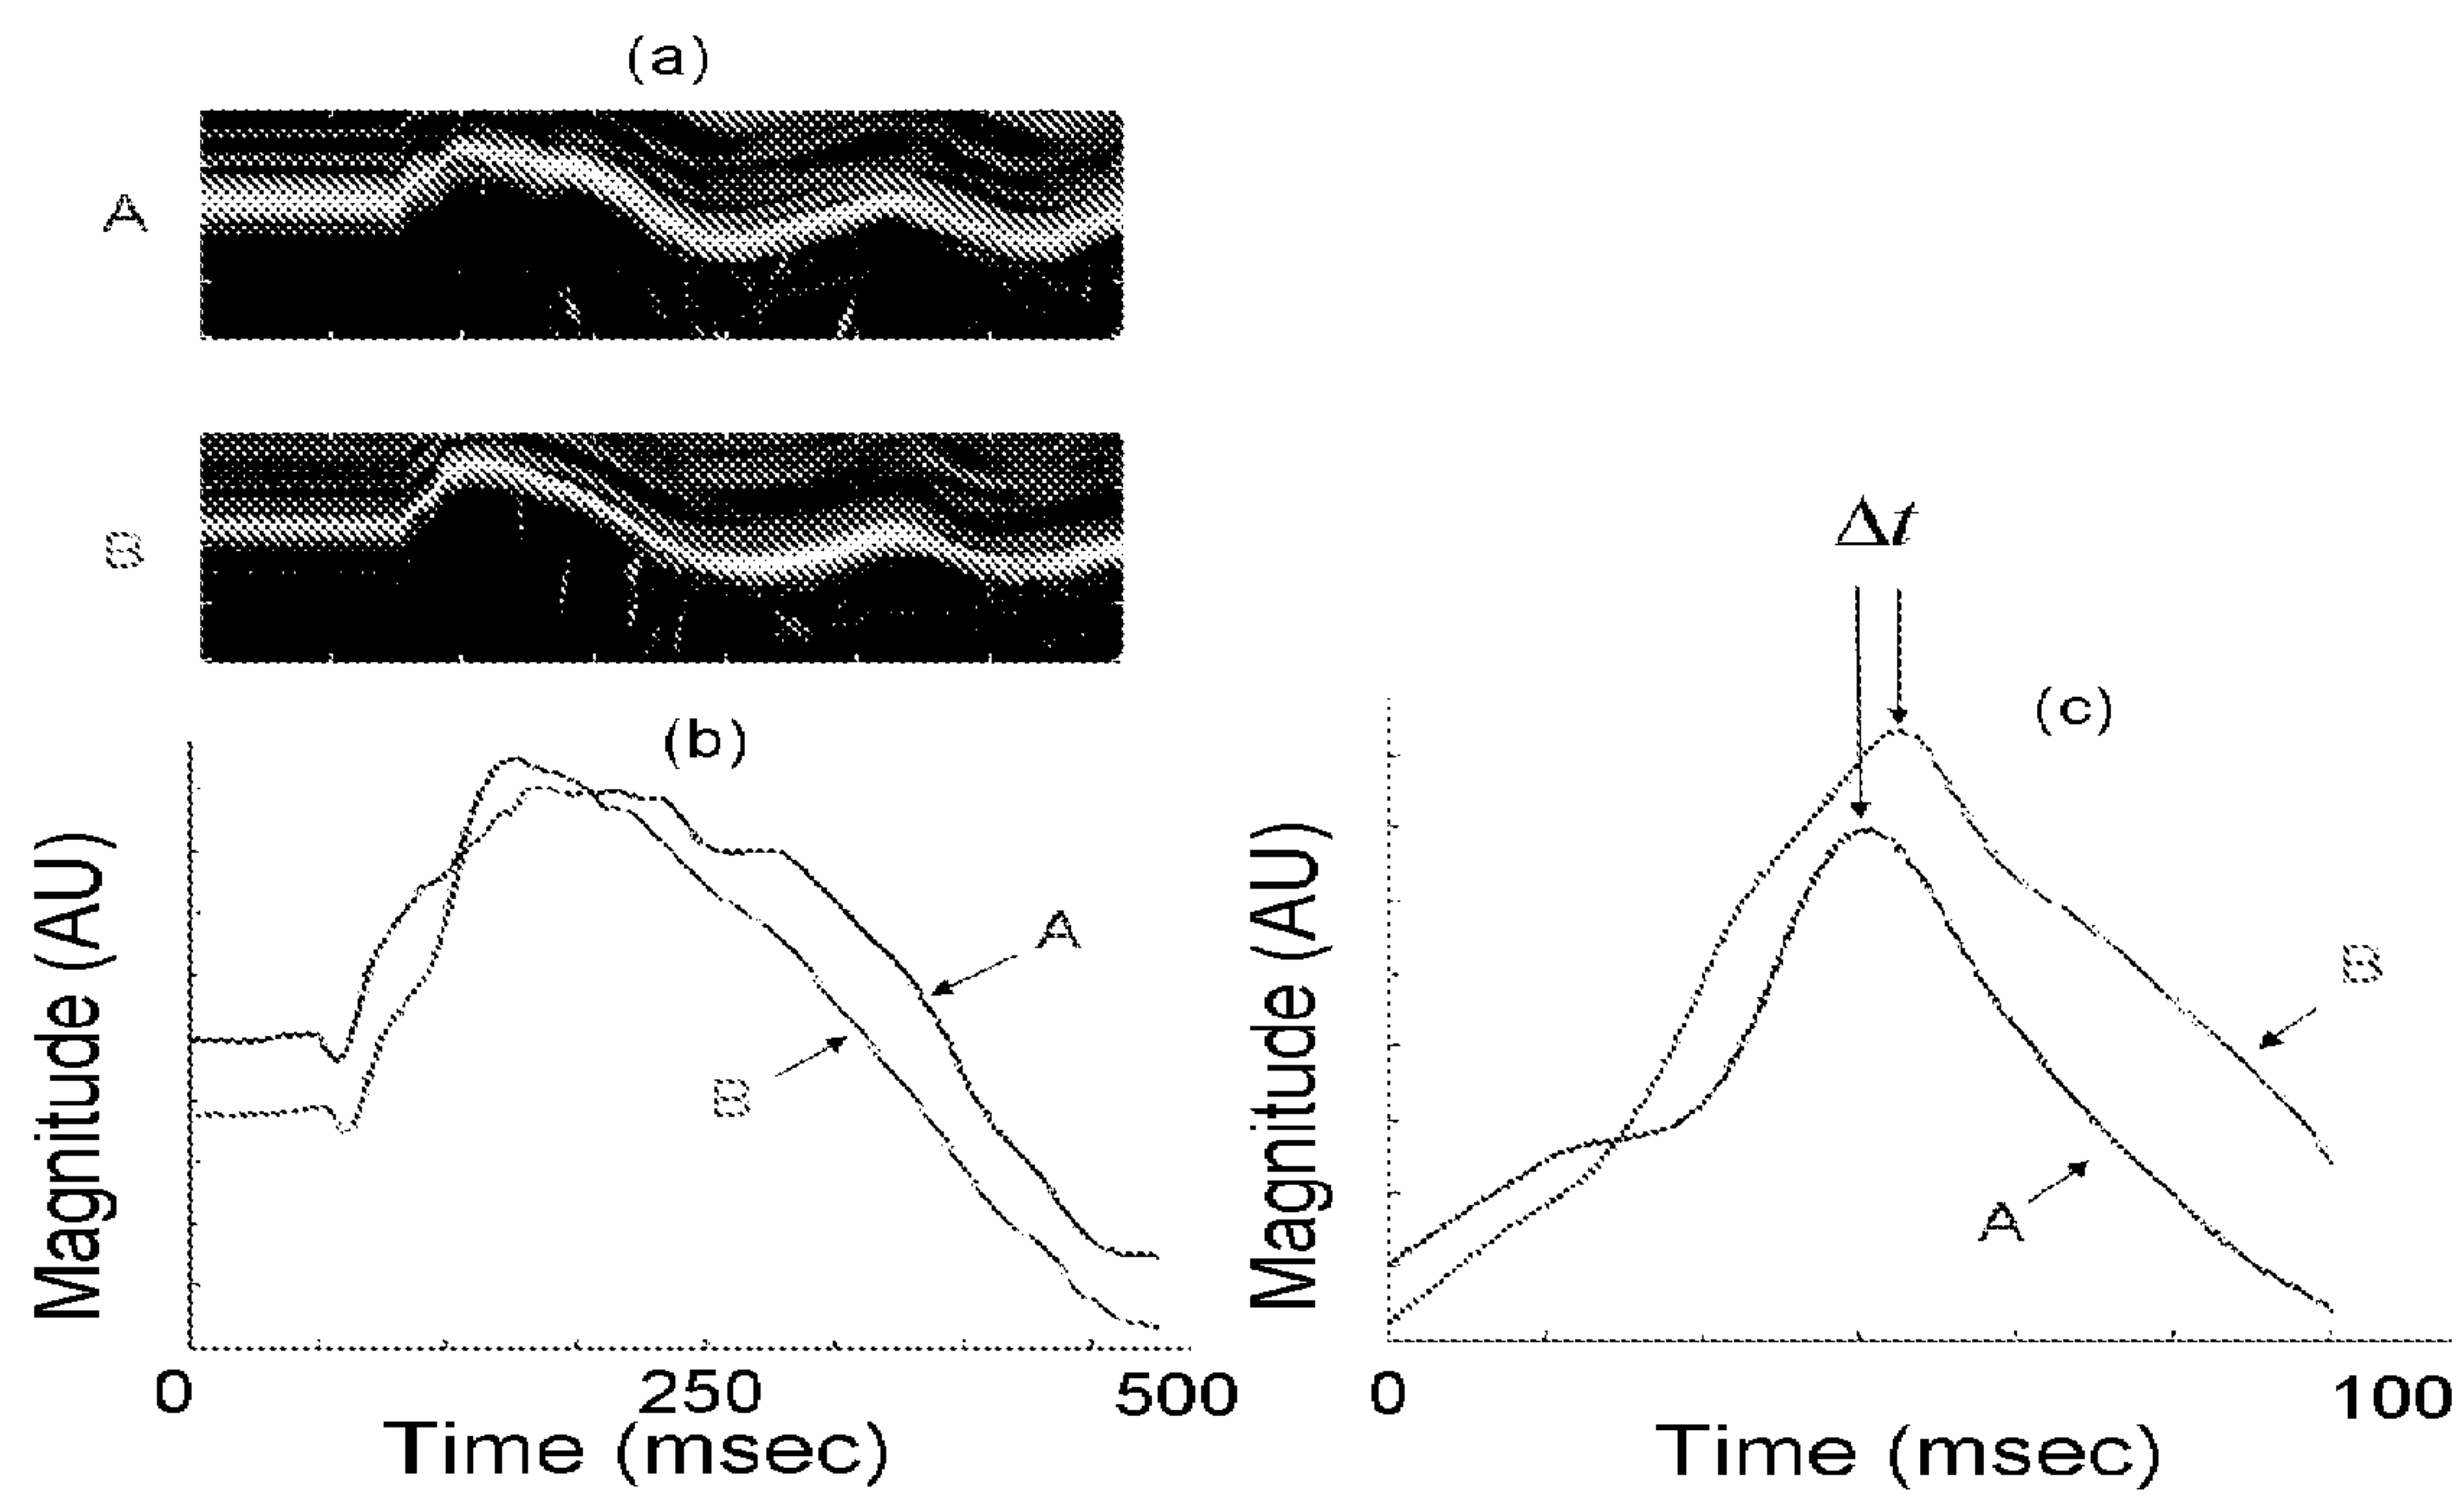 (a)
A
B
Δt
(b)
(c)
Magnitude (AU)
A
B
0
250
500
Time (msec)
Magnitude (AU)
B
A
0
100
Time (msec)